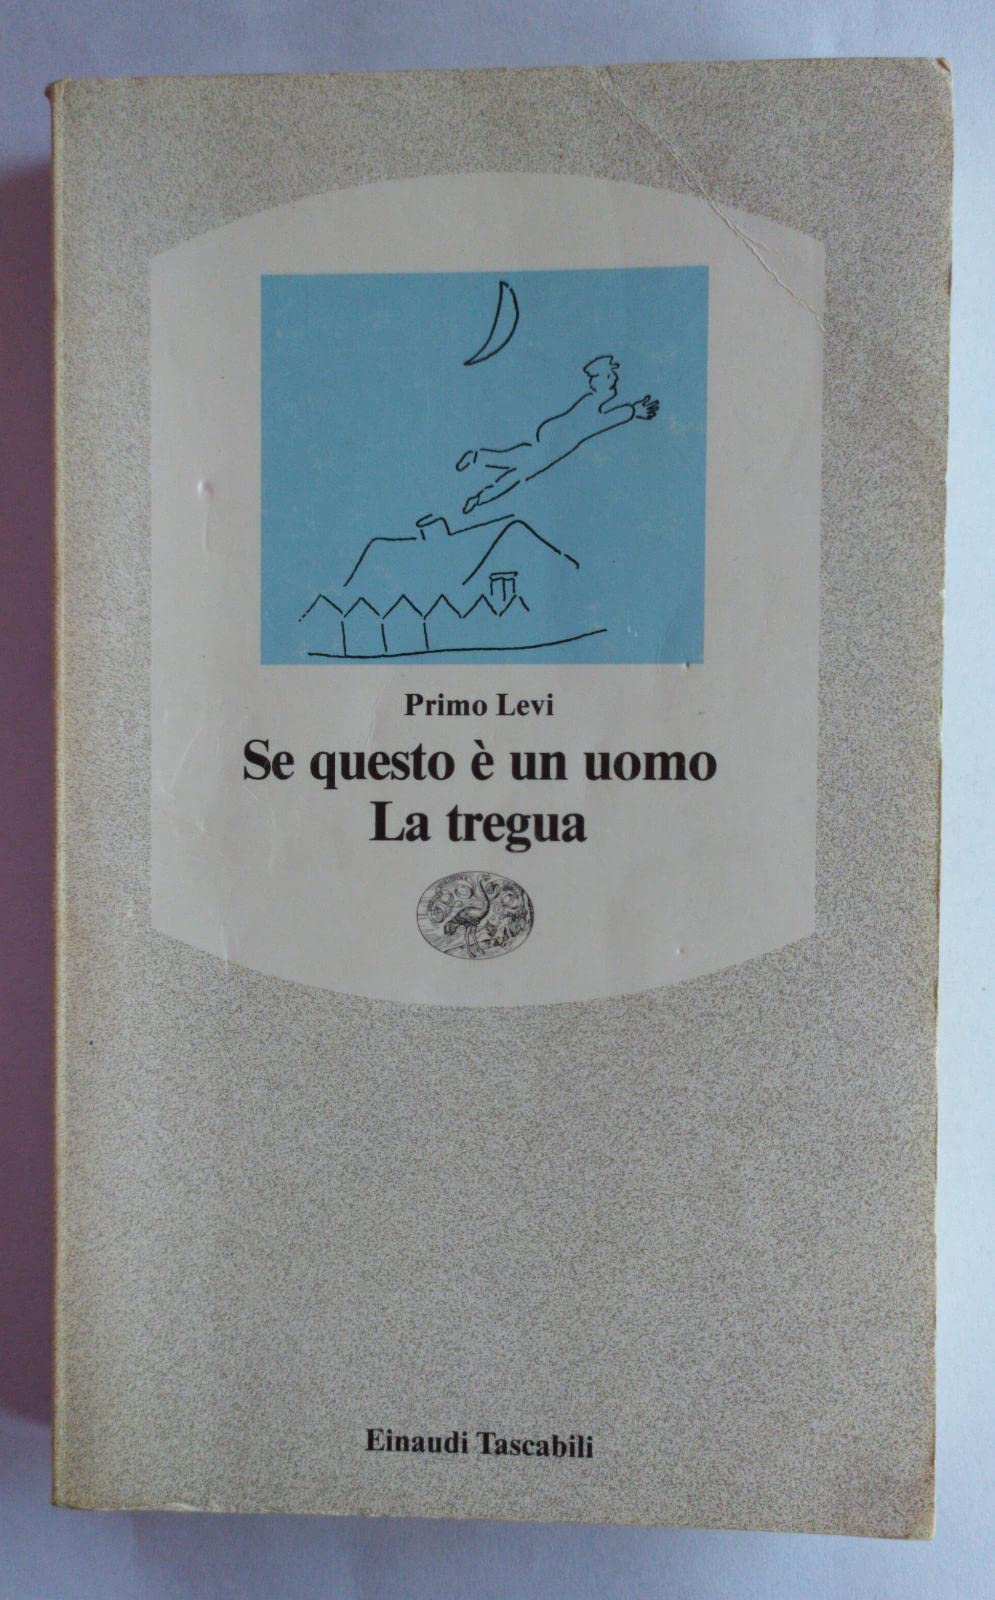 Primo Levi
Se questo è un uomo
La tregua
Einaudi Tascabili